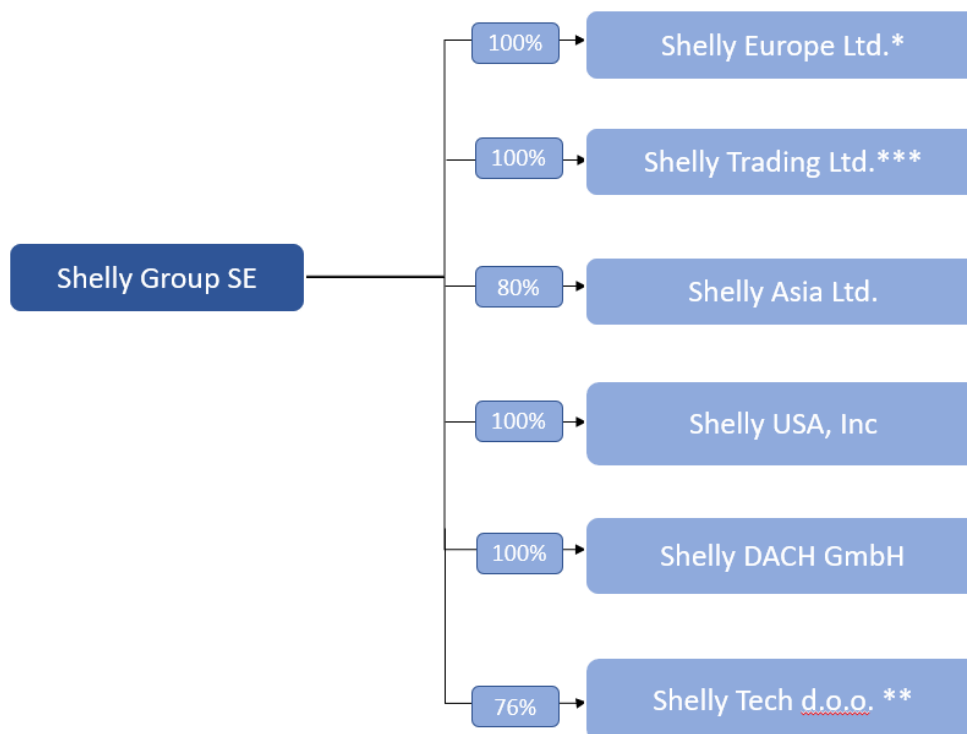 100%
Shelly Europe Ltd.*
100%
Shelly Trading Ltd.***
Shelly Group SE
80%
Shelly Asia Ltd.
100%
Shelly USA, Inc
100%
Shelly DACH GmbH
76%
Shelly Tech d.o.o. **